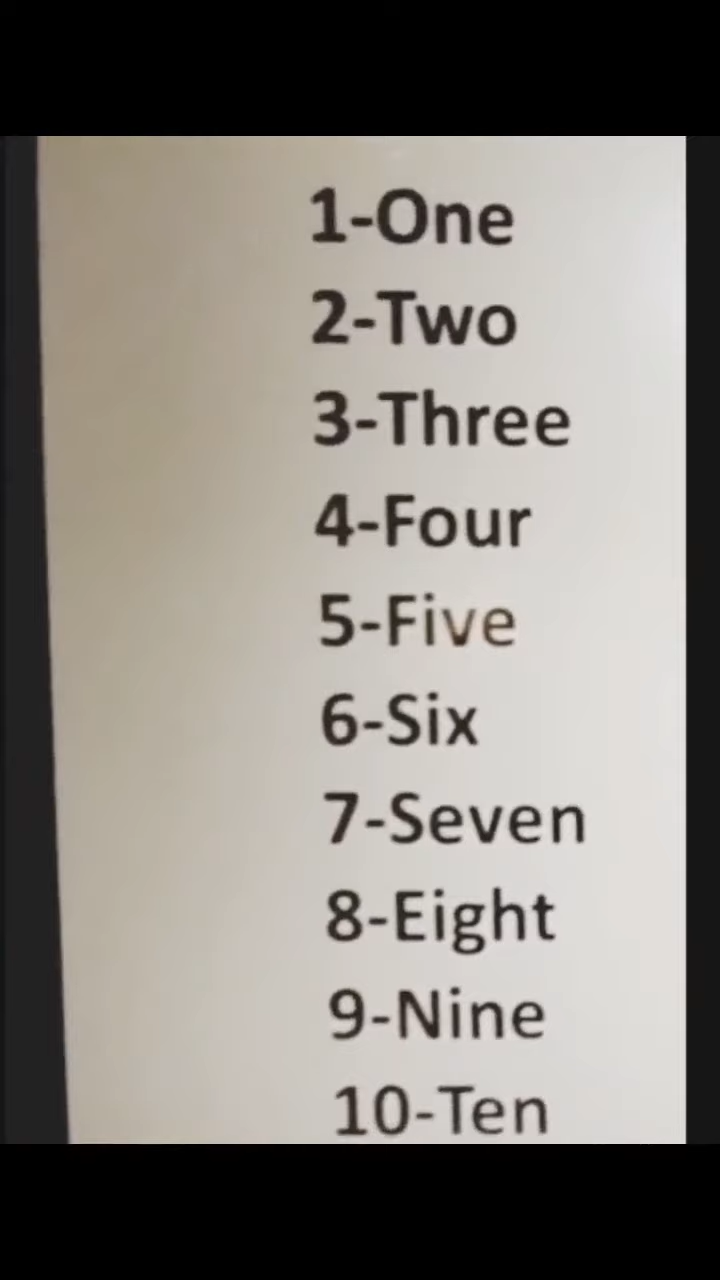 1-One
2-Two
3-Three
4-Four
5-Five
6-Six
7-Seven
8-Eight
9-Nine
10-Ten